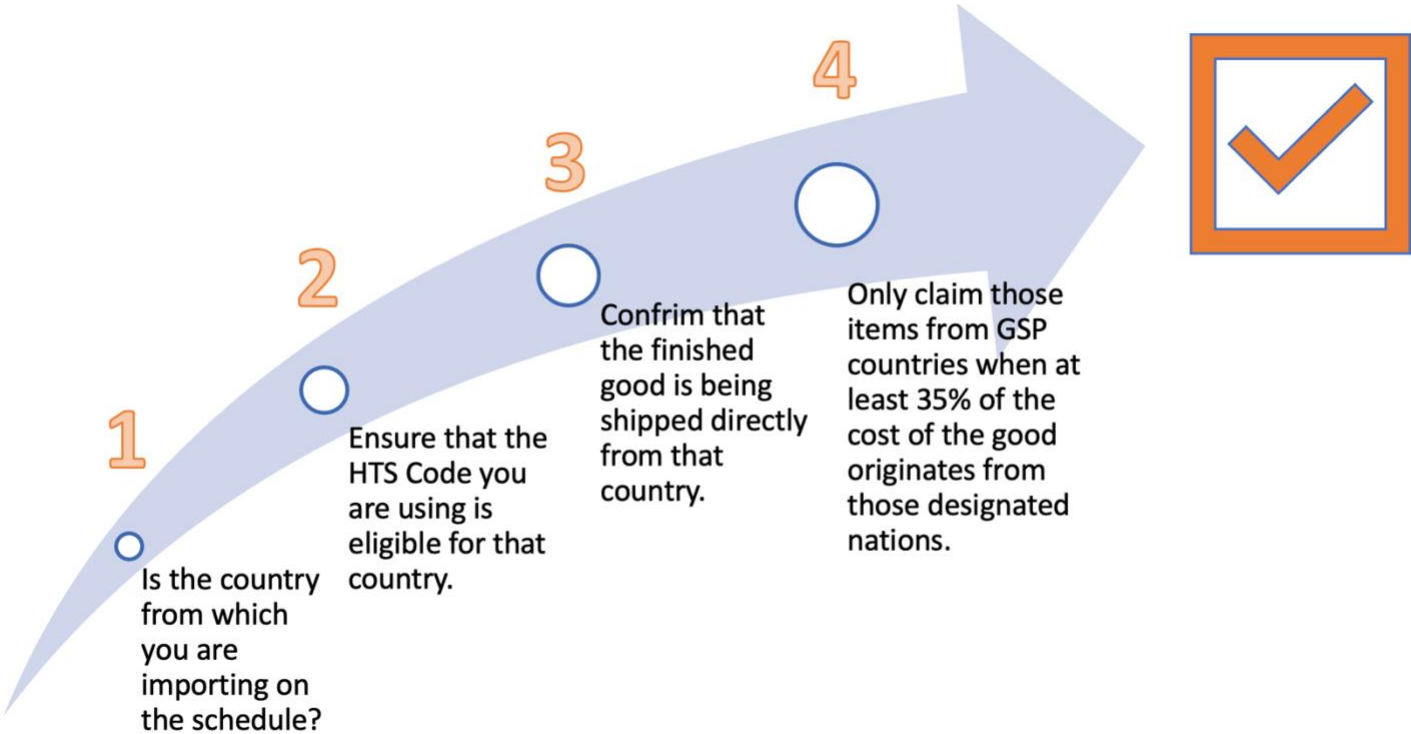 1
Is the country
from which
you are
importing on
the schedule?
2
Ensure that the
HTS Code you
are using is
eligible for that
country.
3
Confrim that
the finished
good is being
shipped directly
from that
country.
4
Only claim those
items from GSP
countries when at
least 35% of the
cost of the good
originates from
those designated
nations.